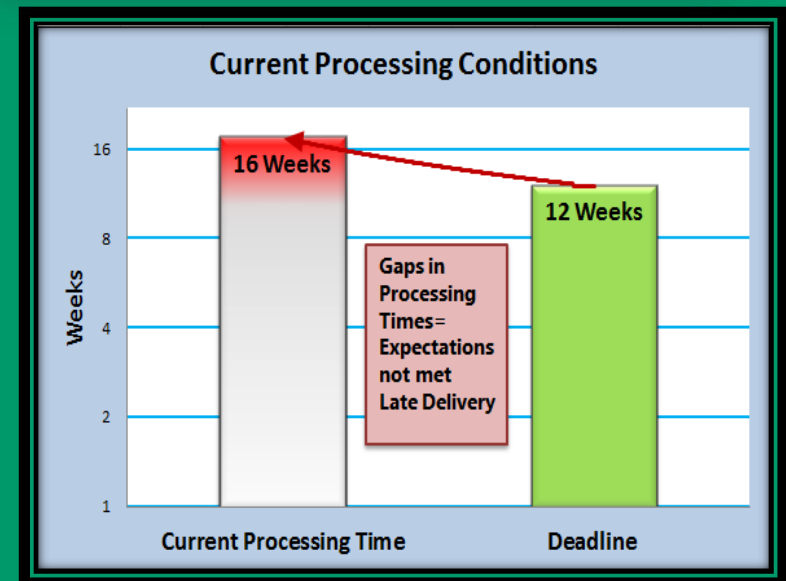 Current Processing Conditions
16
8
4
2
1
Weeks
16 Weeks
12 Weeks
Gaps in
Processing
Times=
Expectations
not met
Late Delivery
Current Processing Time
Deadline